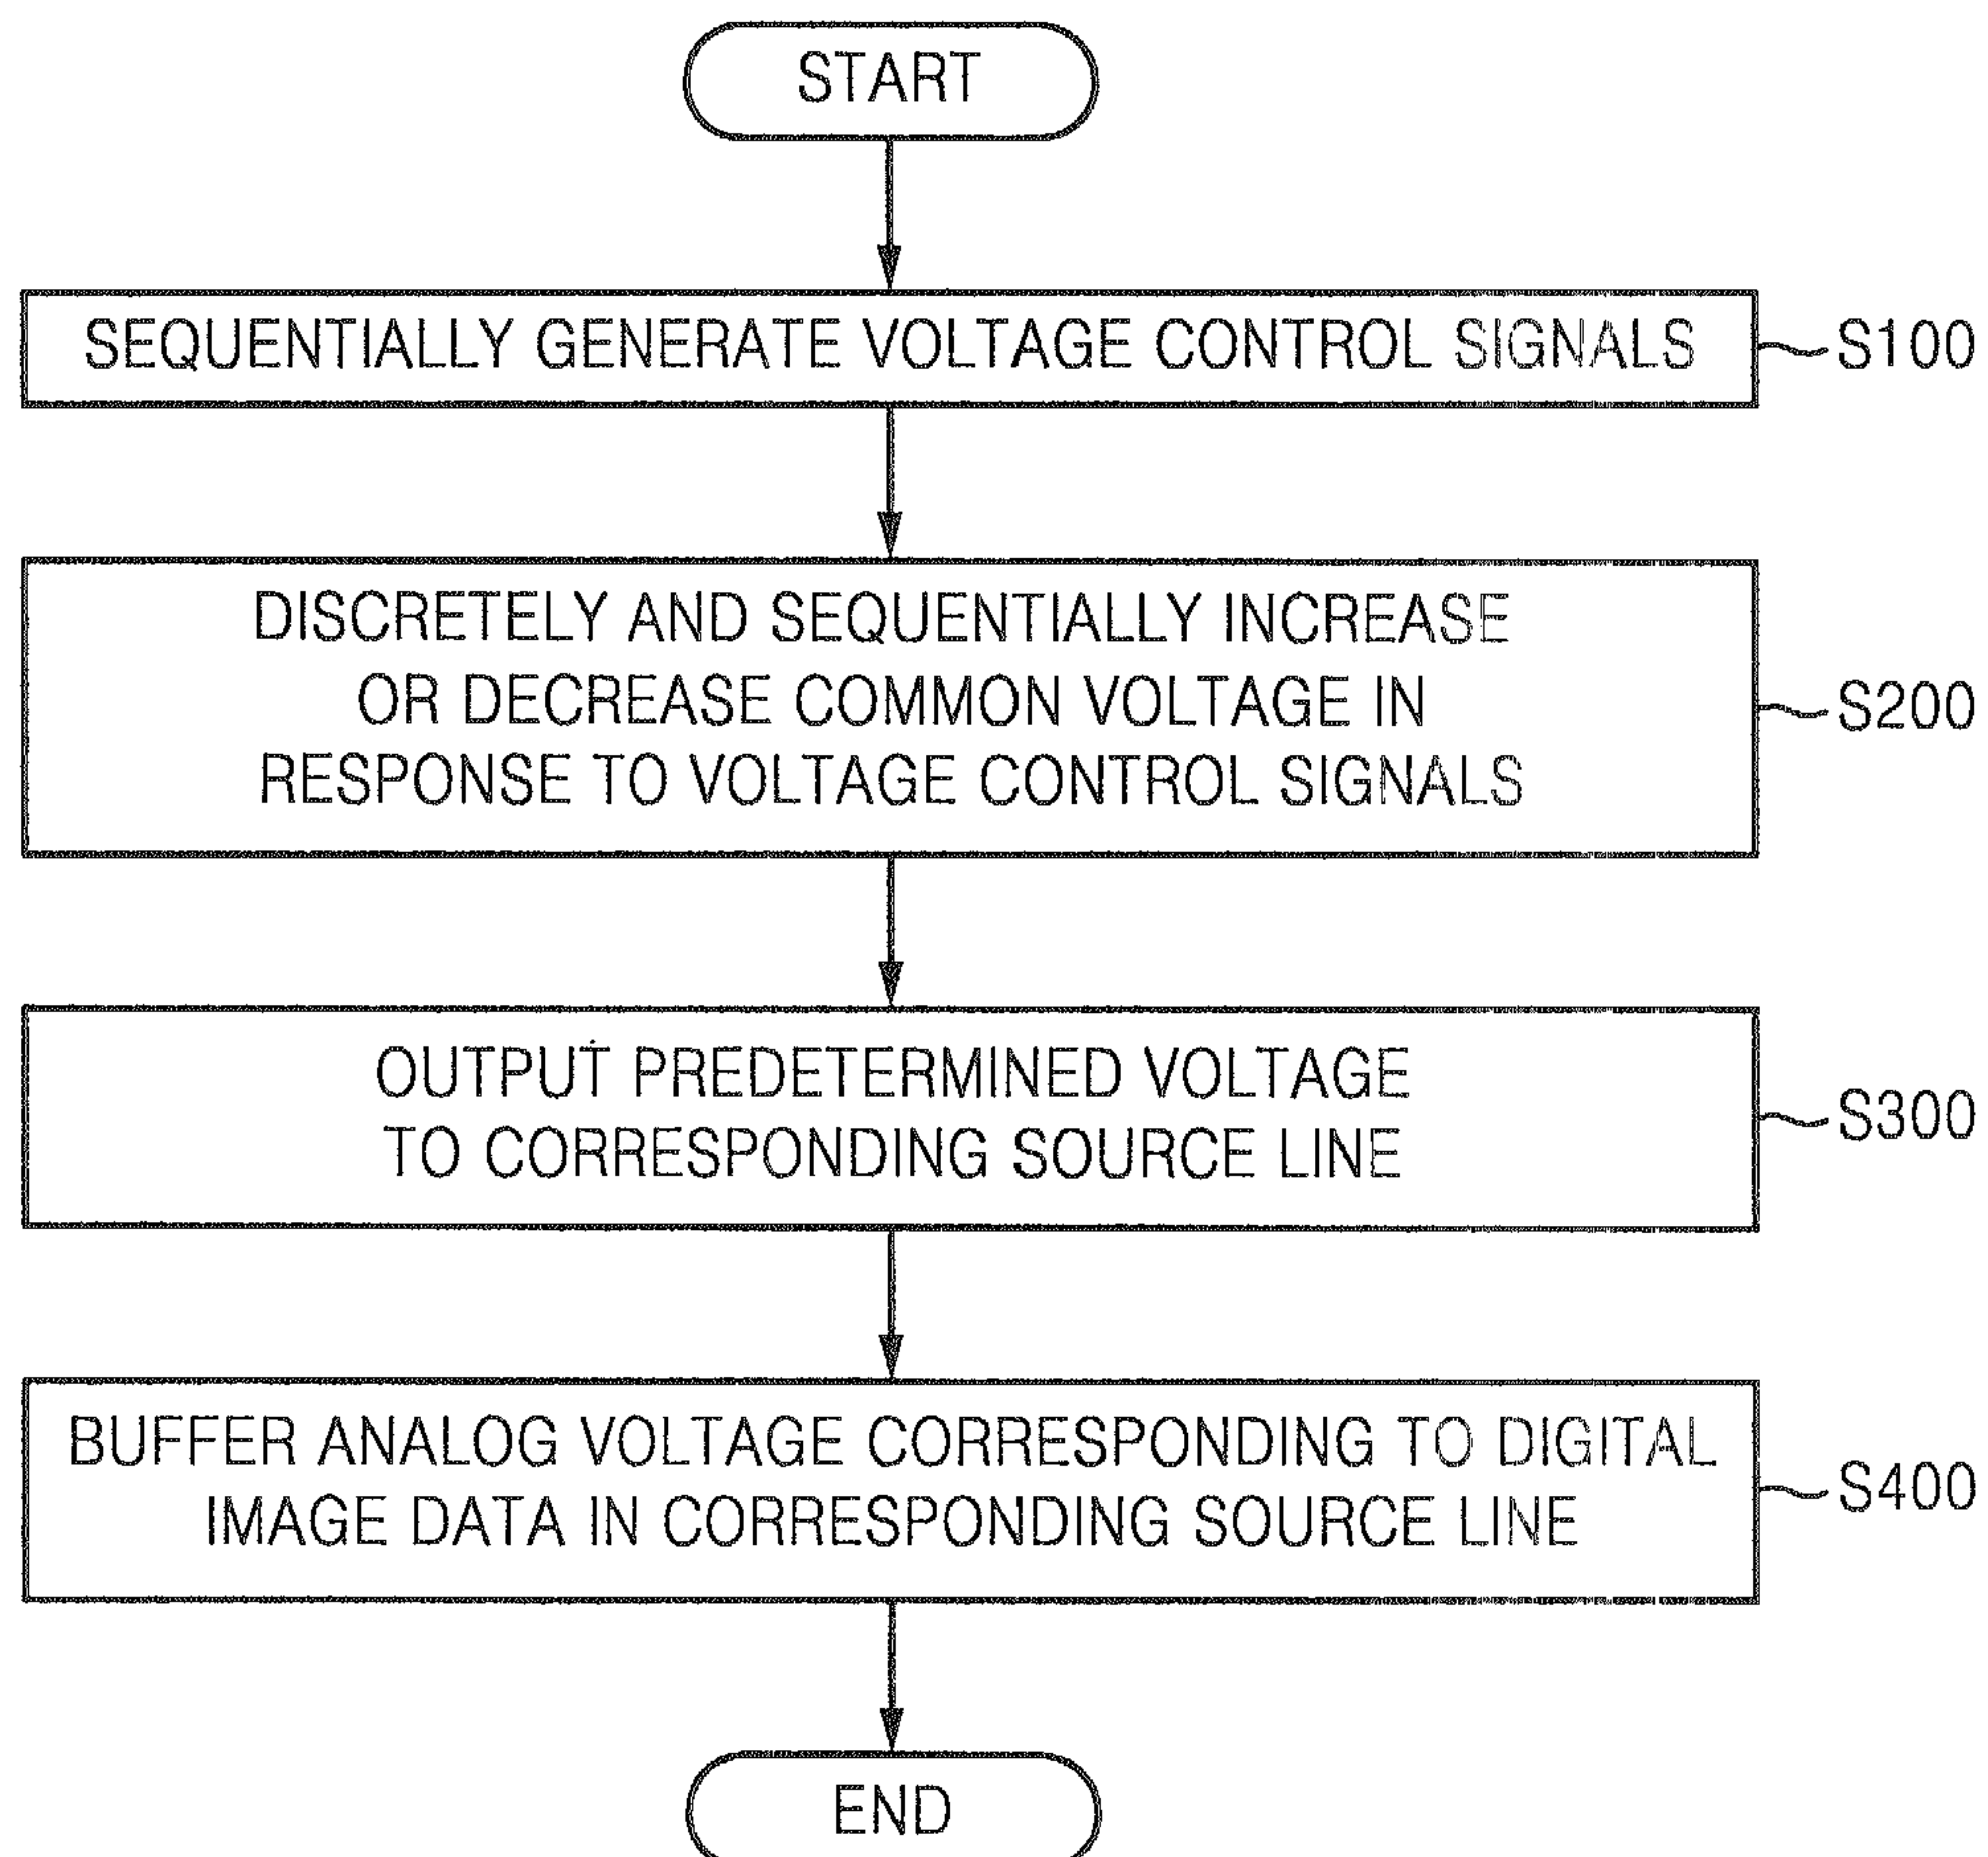 START
SEQUENTIALLY GENERATE VOLTAGE CONTROL SIGNALS
S100
DISCRETELY AND SEQUENTIALLY INCREASE
OR DECREASE COMMON VOLTAGE IN
RESPONSE TO VOLTAGE CONTROL SIGNALS
S200
OUTPUT PREDETERMINED VOLTAGE
TO CORRESPONDING SOURCE LINE
S300
BUFFER ANALOG VOLTAGE CORRESPONDING TO DIGITAL
IMAGE DATA IN CORRESPONDING SOURCE LINE
S400
END